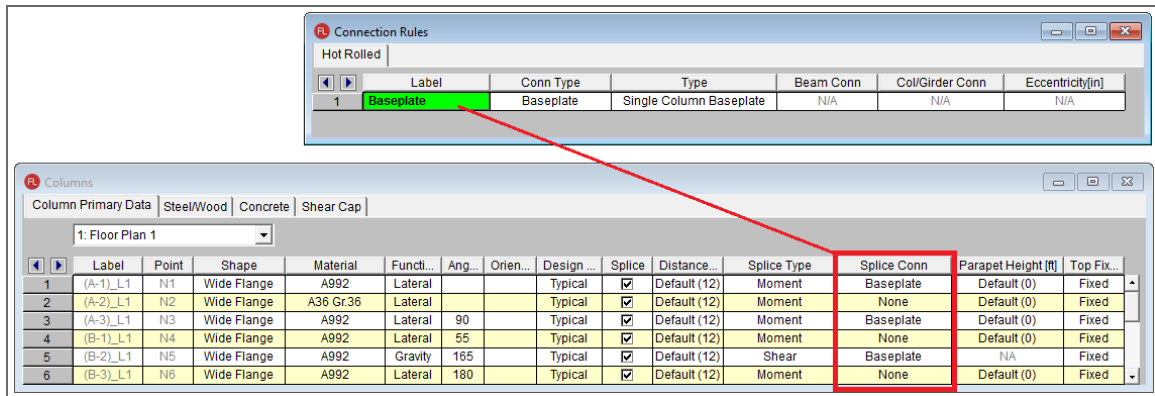 FL Connection Rules
Hot Rolled
Label Conn Type Type Beam Conn Col/Girder Conn Eccentricity[in]
1 Baseplate Baseplate Single Column Baseplate N/A N/A N/A
FL Columns
Column Primary Data Steel/Wood Concrete Shear Cap
1: Floor Plan 1
Label Point Shape Material Functi... Ang... Orien... Design ... Splice Distance... Splice Type Splice Conn Parapet Height [ft] Top Fix...
1 (A-1)_L1 N1 Wide Flange A992 Lateral Typical Default (12) Moment Baseplate Default (0) Fixed
2 (A-2)_L1 N2 Wide Flange A36 Gr.36 Lateral Typical Default (12) Moment None Default (0) Fixed
3 (A-3)_L1 N3 Wide Flange A992 Lateral 90 Typical Default (12) Moment Baseplate Default (0) Fixed
4 (B-1)_L1 N4 Wide Flange A992 Lateral 55 Typical Default (12) Moment None Default (0) Fixed
5 (B-2)_L1 N5 Wide Flange A992 Gravity 165 Typical Default (12) Shear Baseplate NA Fixed
6 (B-3)_L1 N6 Wide Flange A992 Lateral 180 Typical Default (12) Moment None Default (0) Fixed